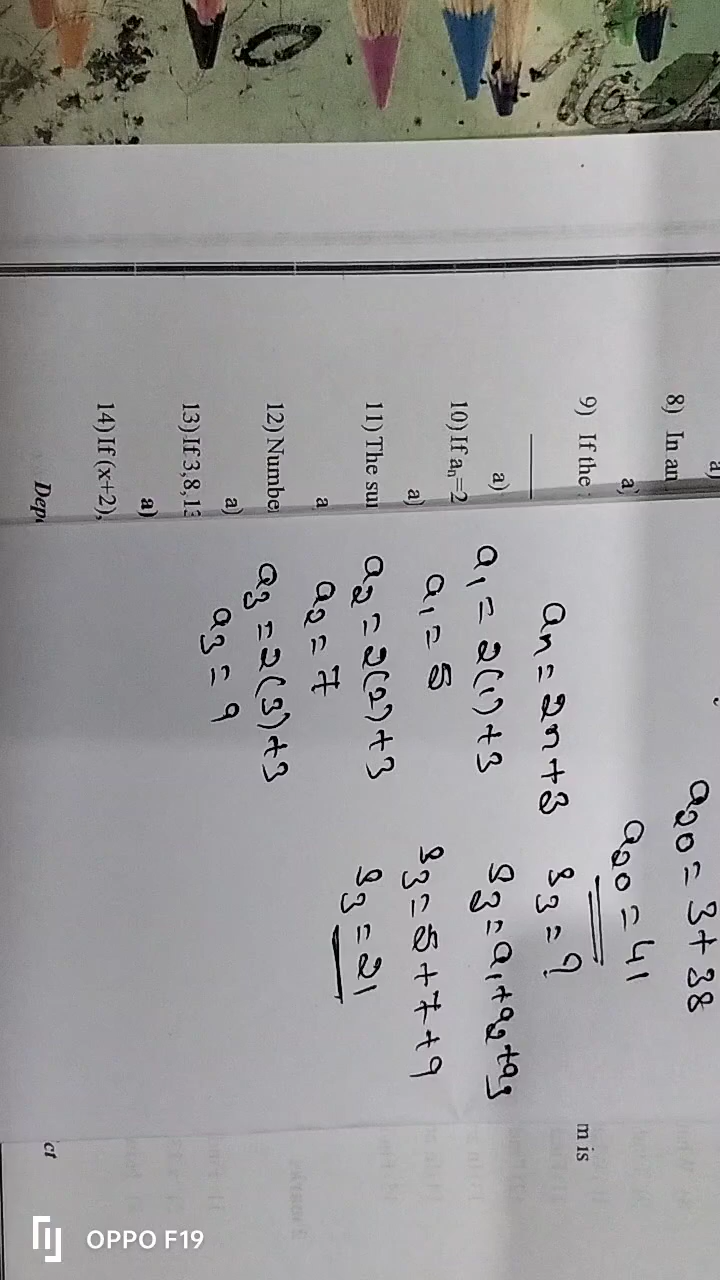 a)
8) In an
a)
9) If the
m is
a)
10) If aₙ=2
a)
11) The sum
a
12) Number
a)
13) If 3,8,13
a)
14) If (x+2),
Dep
ct
a₂₀ = 3 + 38
a₂₀ = 41
aₙ = 2n + 3
a₁ = 2(1) + 3
a₁ = 5
a₂ = 2(2) + 3
a₂ = 7
a₃ = 2(3) + 3
a₃ = 9
S₃ = ?
S₃ = a₁ + a₂ + a₃
S₃ = 5 + 7 + 9
S₃ = 21
OPPO F19